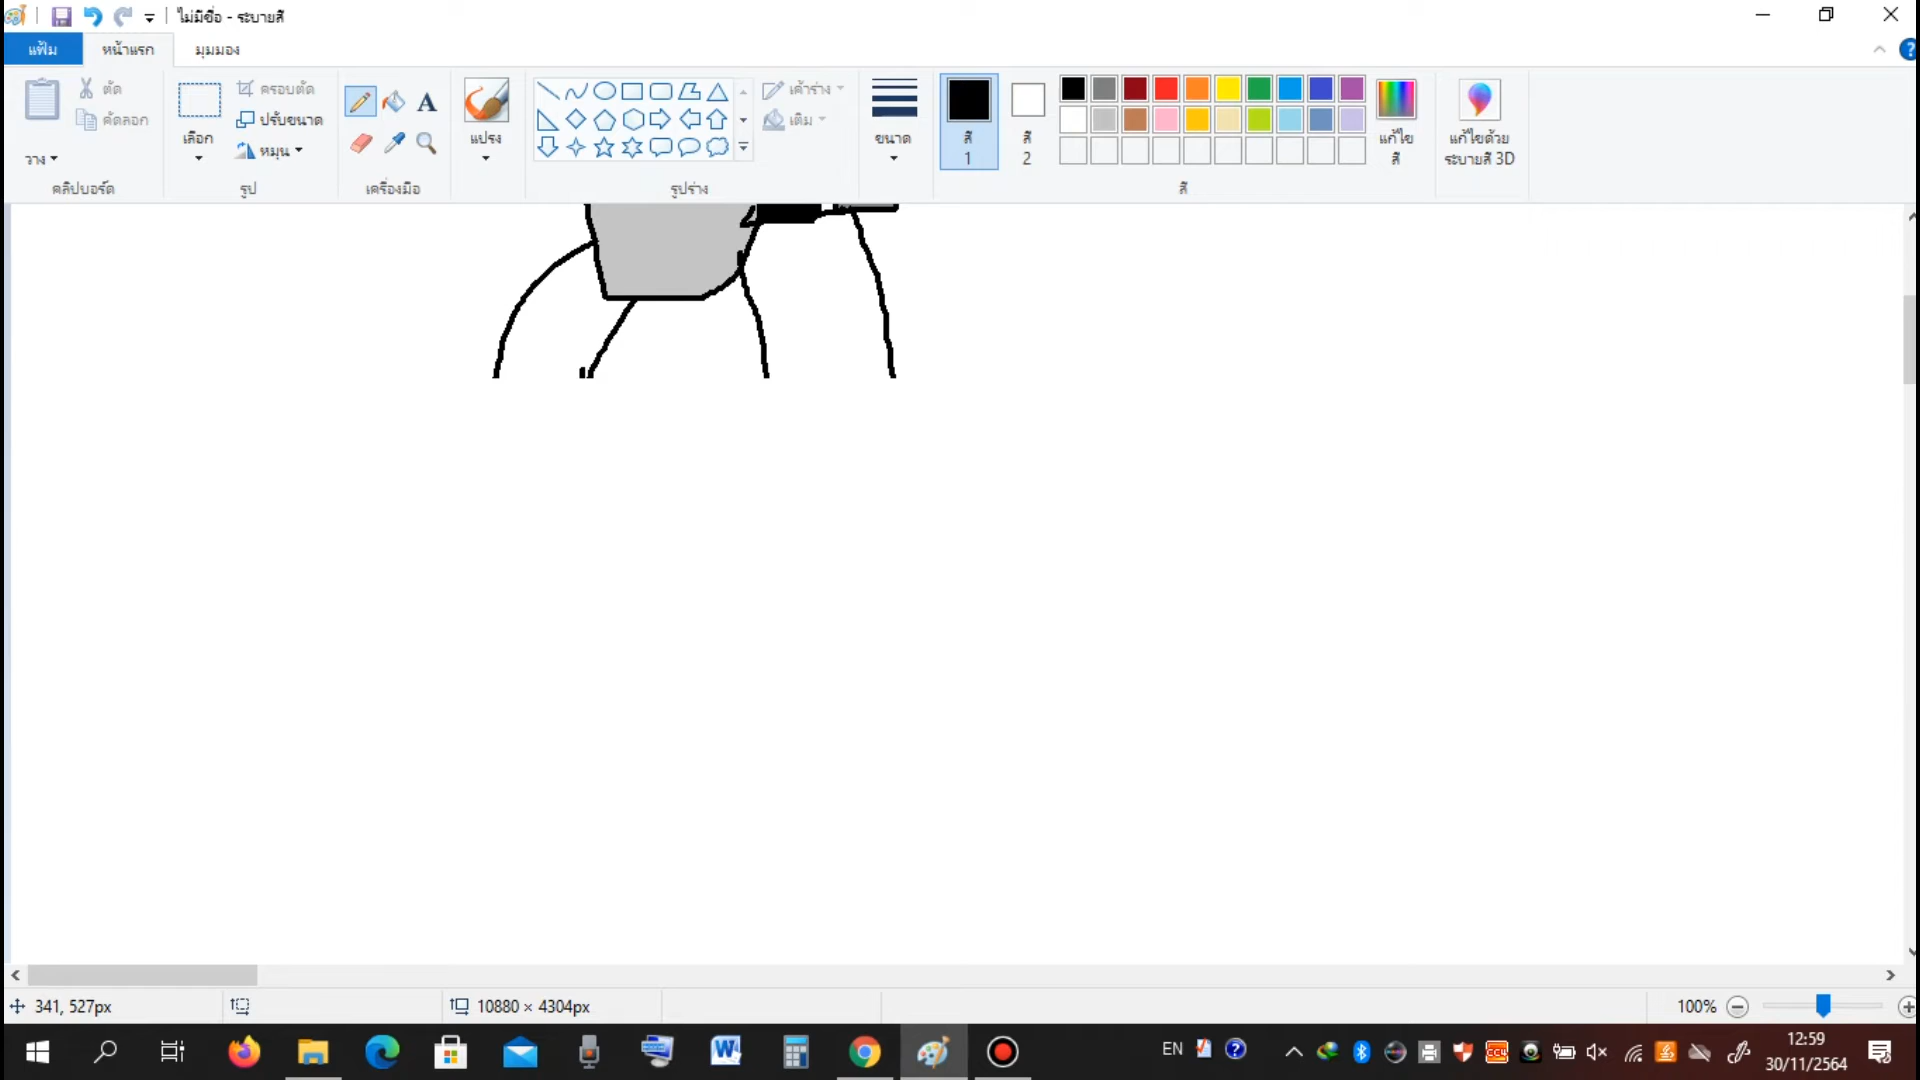 ไม่มีชื่อ - ระบายสี
แฟ้ม
หน้าแรก
มุมมอง
วาง
ตัด
คัดลอก
คลิปบอร์ด
เลือก
ครอบตัด
ปรับขนาด
หมุน
รูป
A
เครื่องมือ
แปรง
เค้าร่าง
เติม
รูปร่าง
ขนาด
สี
1
สี
2
สี
แก้ไข
สี
แก้ไขด้วย
ระบายสี 3D
341, 527px
10880 × 4304px
100%
EN
CC4
12:59
30/11/2564